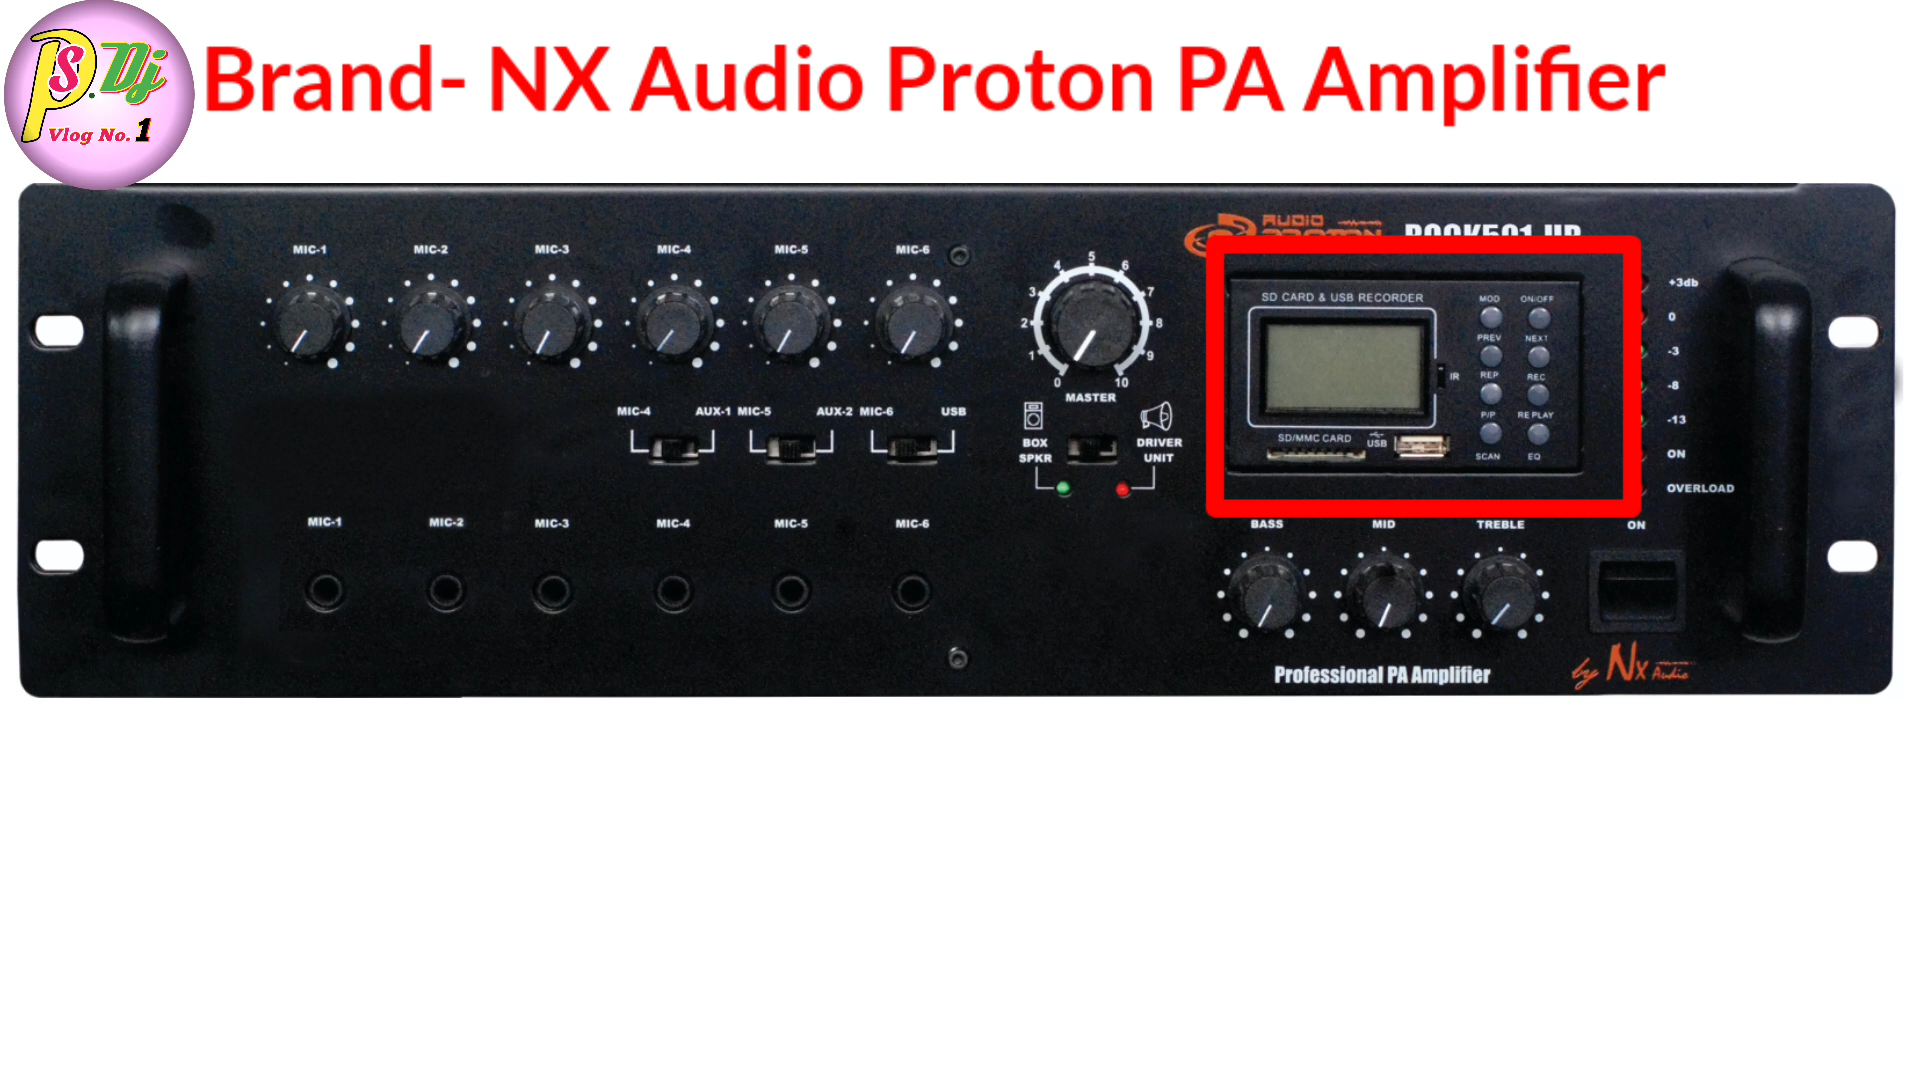 Ps.Dj
Vlog No. 1
Brand- NX Audio Proton PA Amplifier
MIC-1 MIC-2 MIC-3 MIC-4 MIC-5 MIC-6
0 1 2 3 4 5 6 7 8 9 10
MASTER
MIC-4 AUX-1 MIC-5 AUX-2 MIC-6 USB
BOX SPKR
DRIVER UNIT
MIC-1 MIC-2 MIC-3 MIC-4 MIC-5 MIC-6
AUDIO
PROTON
SD CARD & USB RECORDER
MOD ON/OFF
PREV NEXT
IR
REP REC
P/P RE PLAY
SD/MMC CARD USB
SCAN EQ
+3db
0
-3
-8
-13
ON
OVERLOAD
BASS MID TREBLE ON
Professional PA Amplifier
by Nx Audio